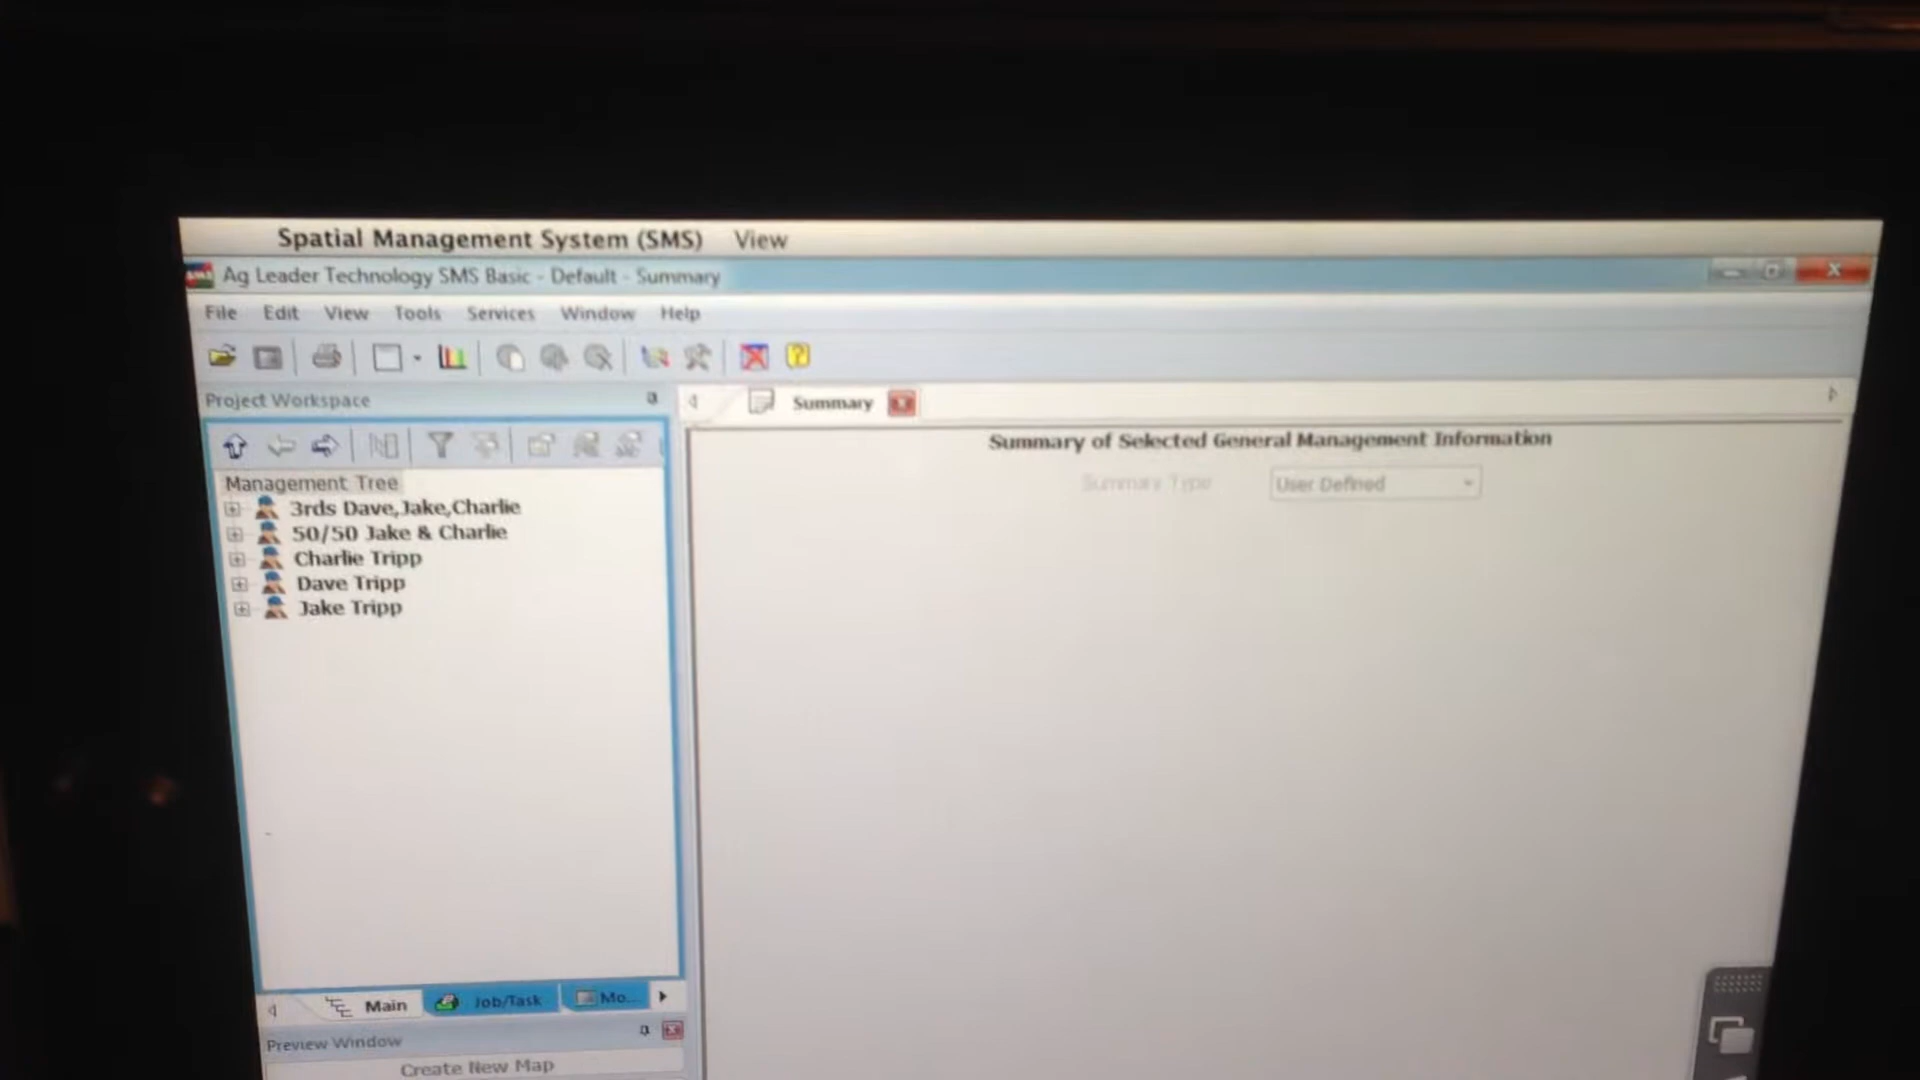 Spatial Management System (SMS) View
Ag Leader Technology SMS Basic - Default - Summary
File Edit View Tools Services Window Help
Project Workspace
Summary
Summary of Selected General Management Information
Summary Type User Defined
Management Tree
3rds Dave,Jake,Charlie
50/50 Jake & Charlie
Charlie Tripp
Dave Tripp
Jake Tripp
Main Job/Task Mo...
Preview Window
Create New Map